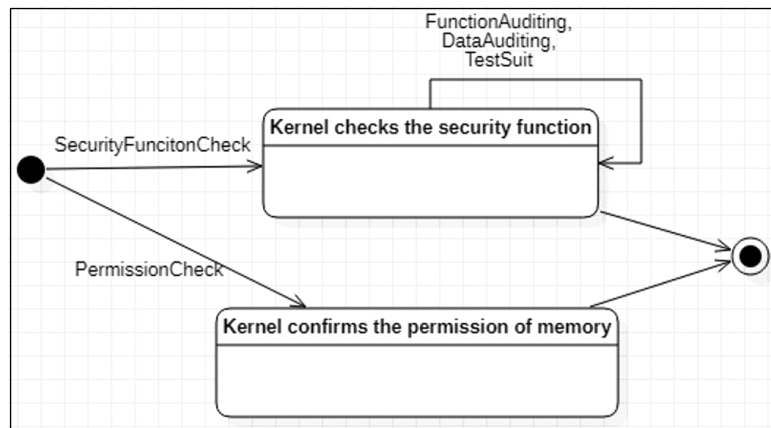 FunctionAuditing,
DataAuditing,
TestSuit
Kernel checks the security function
SecurityFuncitonCheck
PermissionCheck
Kernel confirms the permission of memory